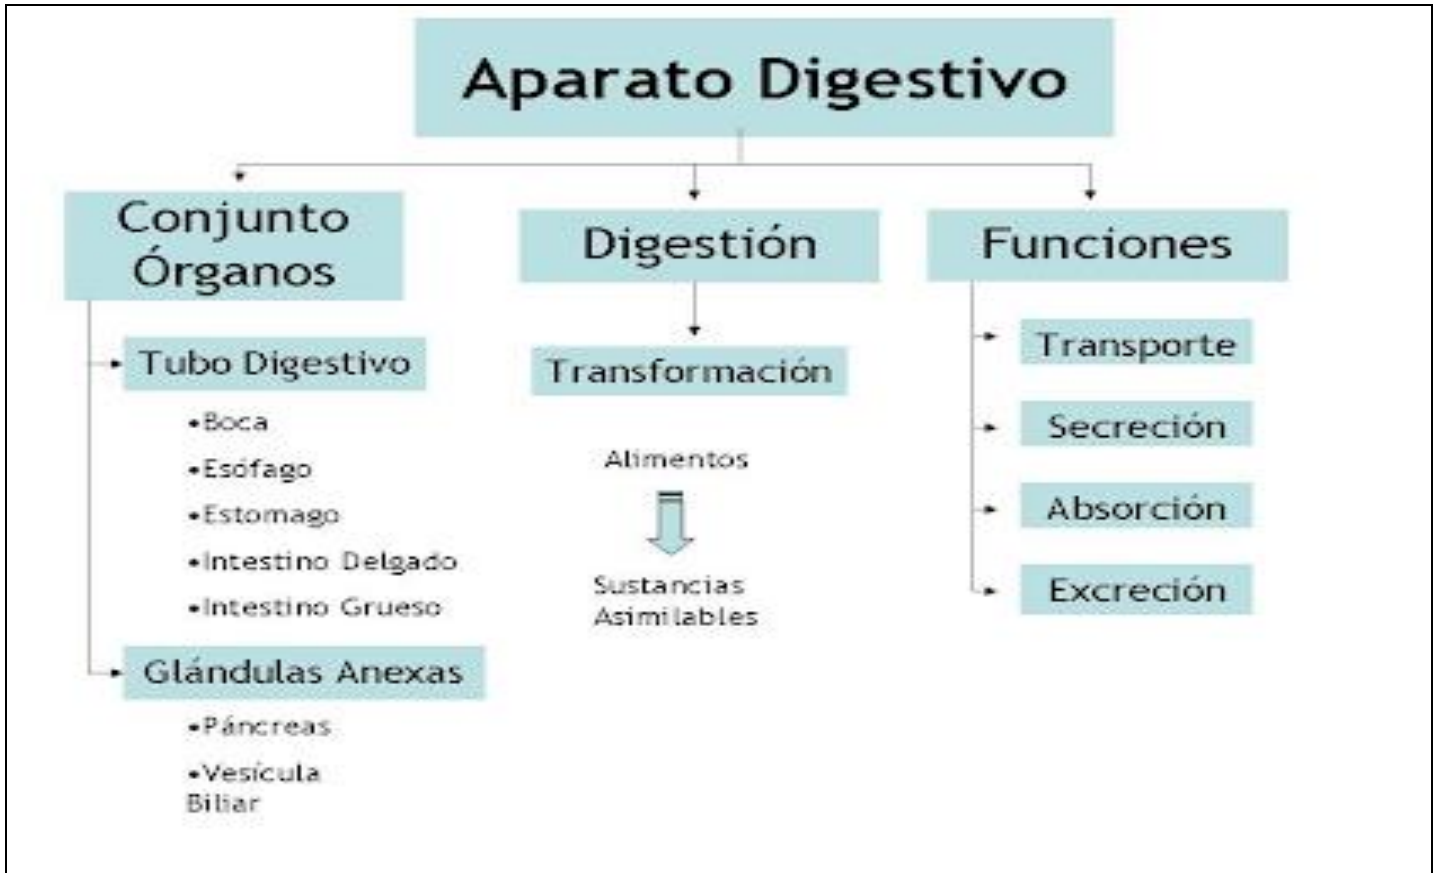 Aparato Digestivo
Conjunto
Órganos
Tubo Digestivo
•Boca
•Esófago
•Estomago
•Intestino Delgado
•Intestino Grueso
Glándulas Anexas
•Páncreas
•Vesícula
Biliar
Digestión
Transformación
Alimentos
Sustancias
Asimilables
Funciones
Transporte
Secreción
Absorción
Excreción